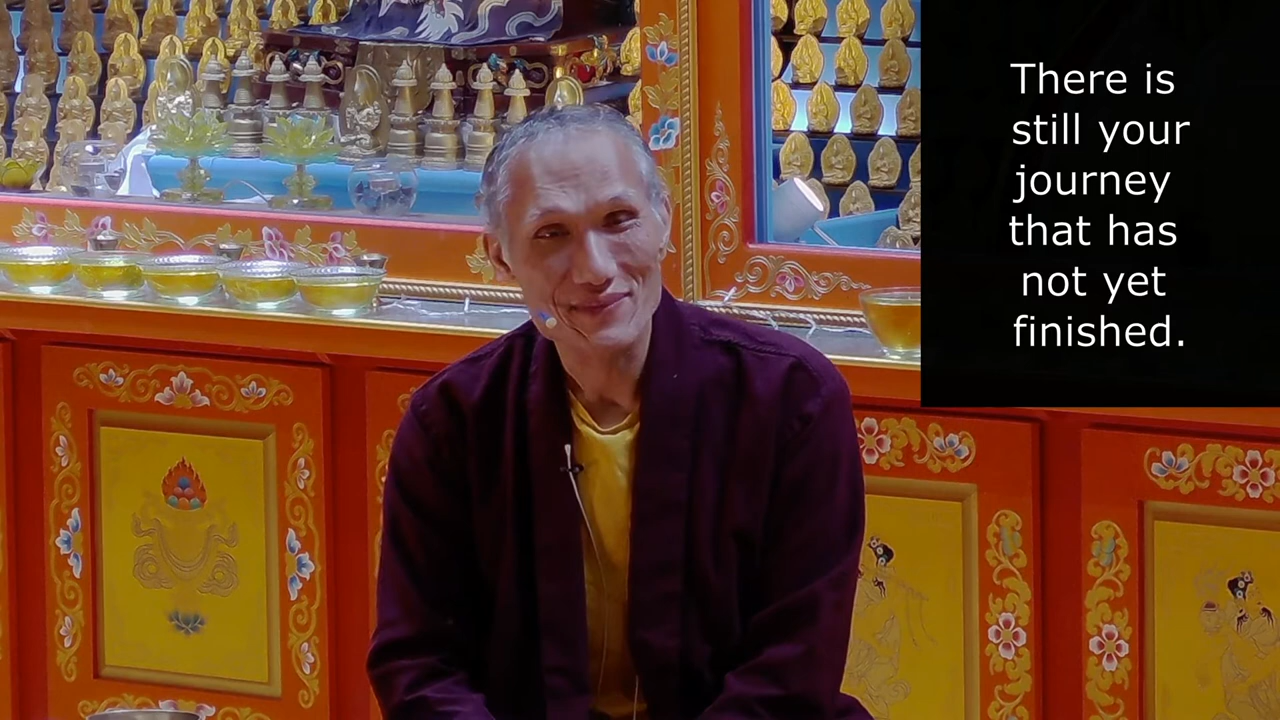 There is
still your
journey
that has
not yet
finished.